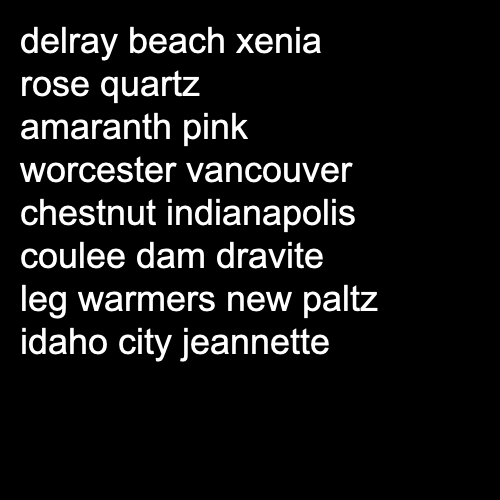 delray beach xenia
rose quartz
amaranth pink
worcester vancouver
chestnut indianapolis
coulee dam dravite
leg warmers new paltz
idaho city jeannette